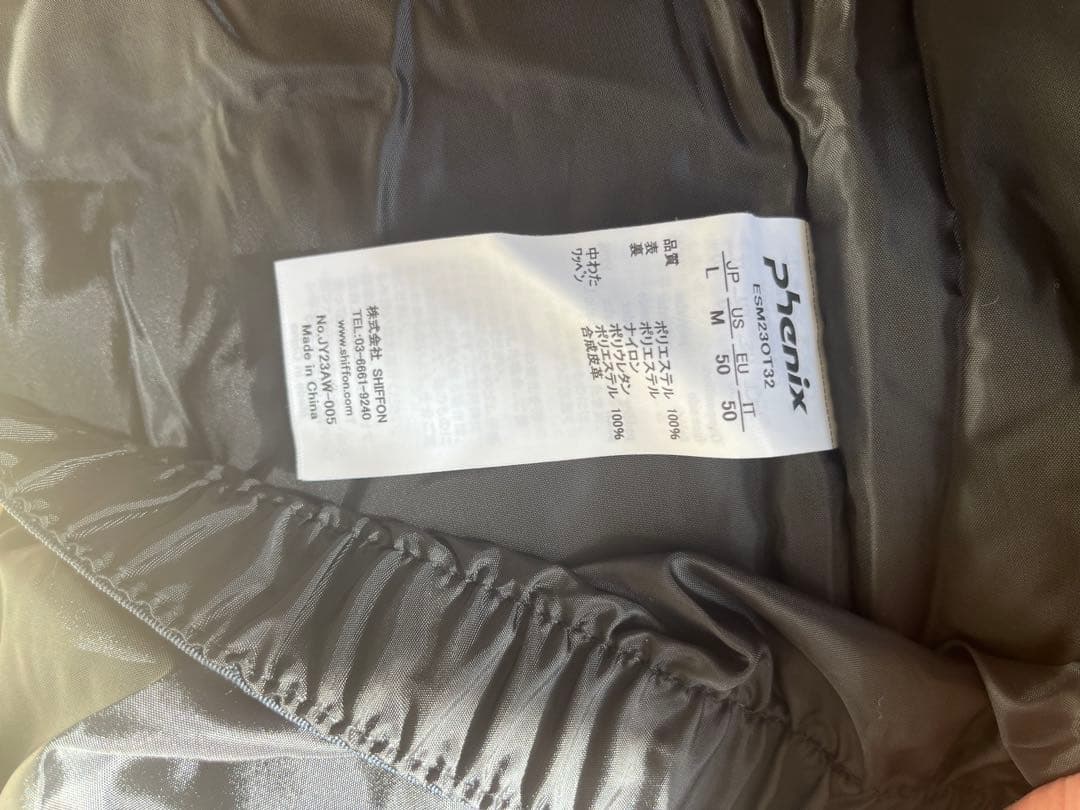 Phenix
ESM23OT32
JP US EU IT
L M 50 50
品質
表 ポリエステル 100%
裏 ポリエステル
ナイロン
ポリウレタン
中わた ポリエステル 100%
ワッペン 合成皮革
株式会社 SHIFFON
TEL:03-6661-9240
www.shiffon.com
No.JY23AW-005
Made in China